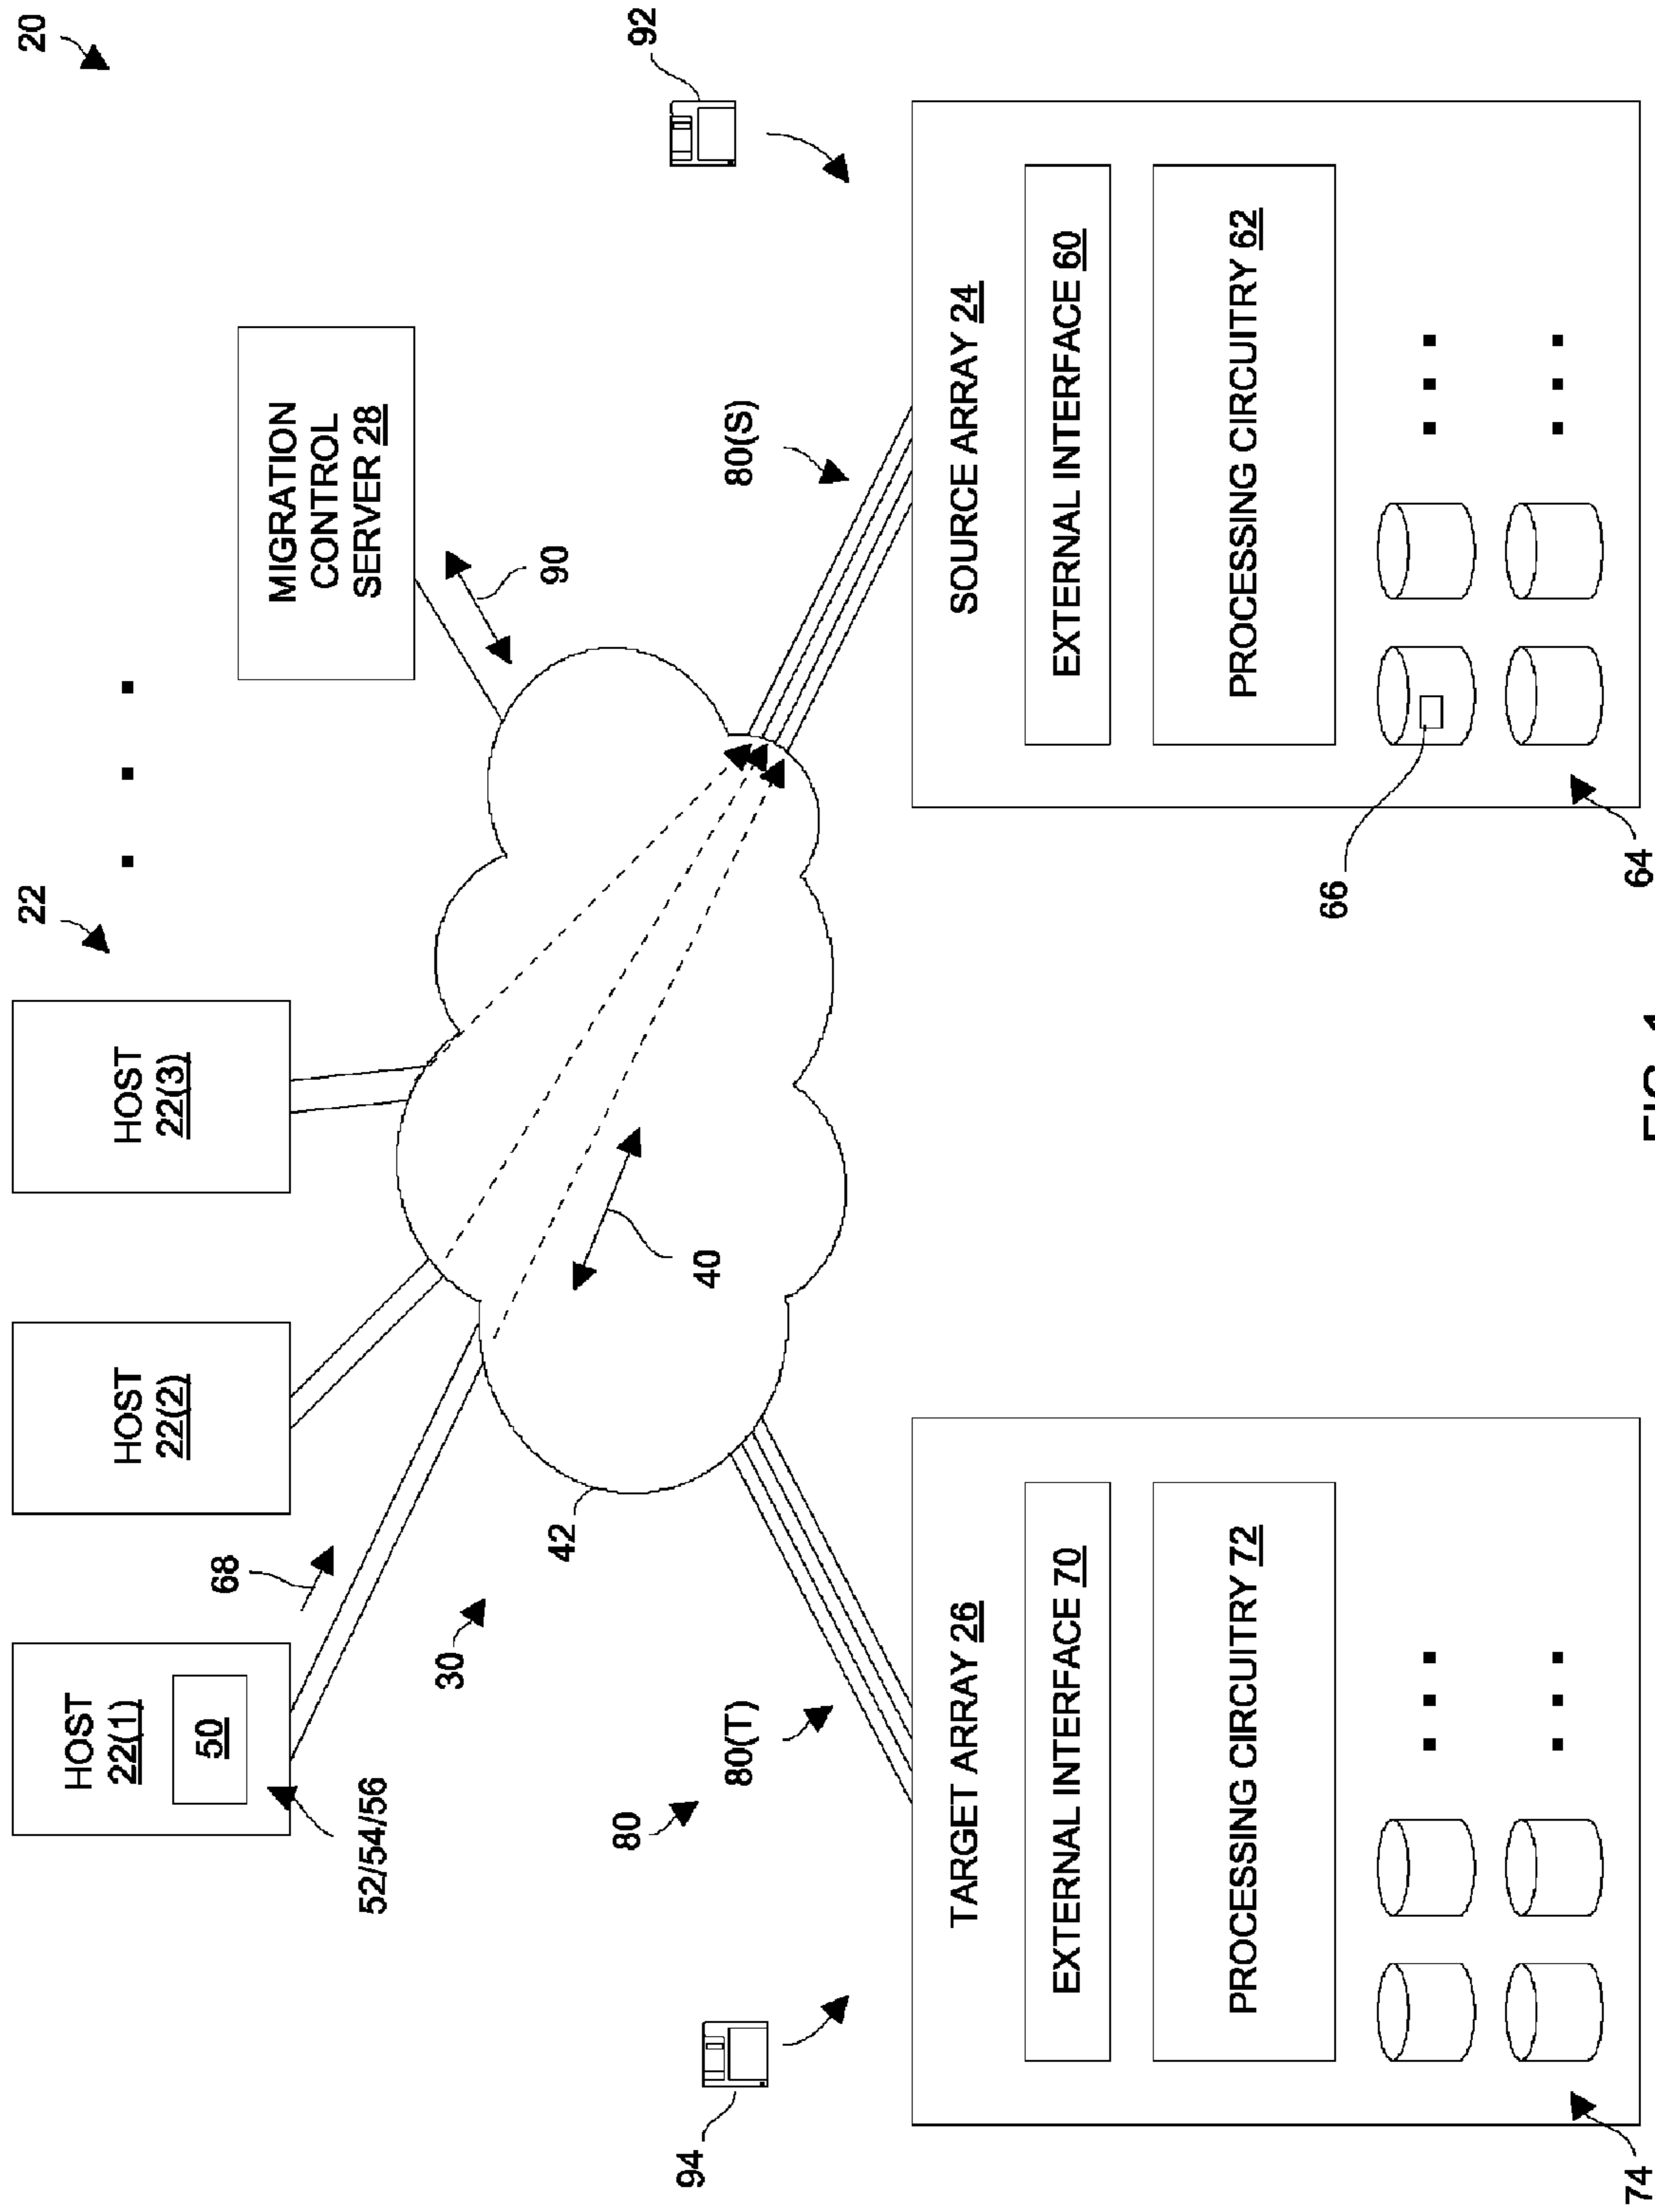 20
22
HOST
22(1)
50
52/54/56
HOST
22(2)
HOST
22(3)
MIGRATION
CONTROL
SERVER 28
68
90
30
42
40
80
80(T)
80(S)
94
92
TARGET ARRAY 26
EXTERNAL INTERFACE 70
PROCESSING CIRCUITRY 72
74
SOURCE ARRAY 24
EXTERNAL INTERFACE 60
PROCESSING CIRCUITRY 62
66
64